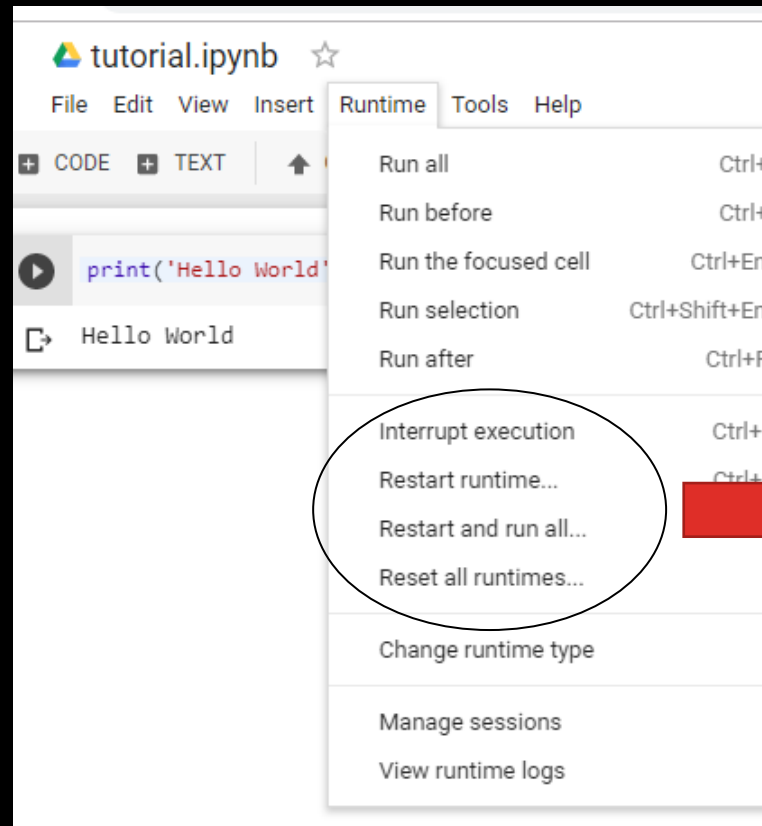 tutorial.ipynb
File Edit View Insert Runtime Tools Help
CODE TEXT
Run all Ctrl+
Run before Ctrl+
print('Hello World'
Run the focused cell Ctrl+En
Run selection Ctrl+Shift+En
Hello World
Run after Ctrl+F
Interrupt execution Ctrl+
Restart runtime... Ctrl+
Restart and run all...
Reset all runtimes...
Change runtime type
Manage sessions
View runtime logs